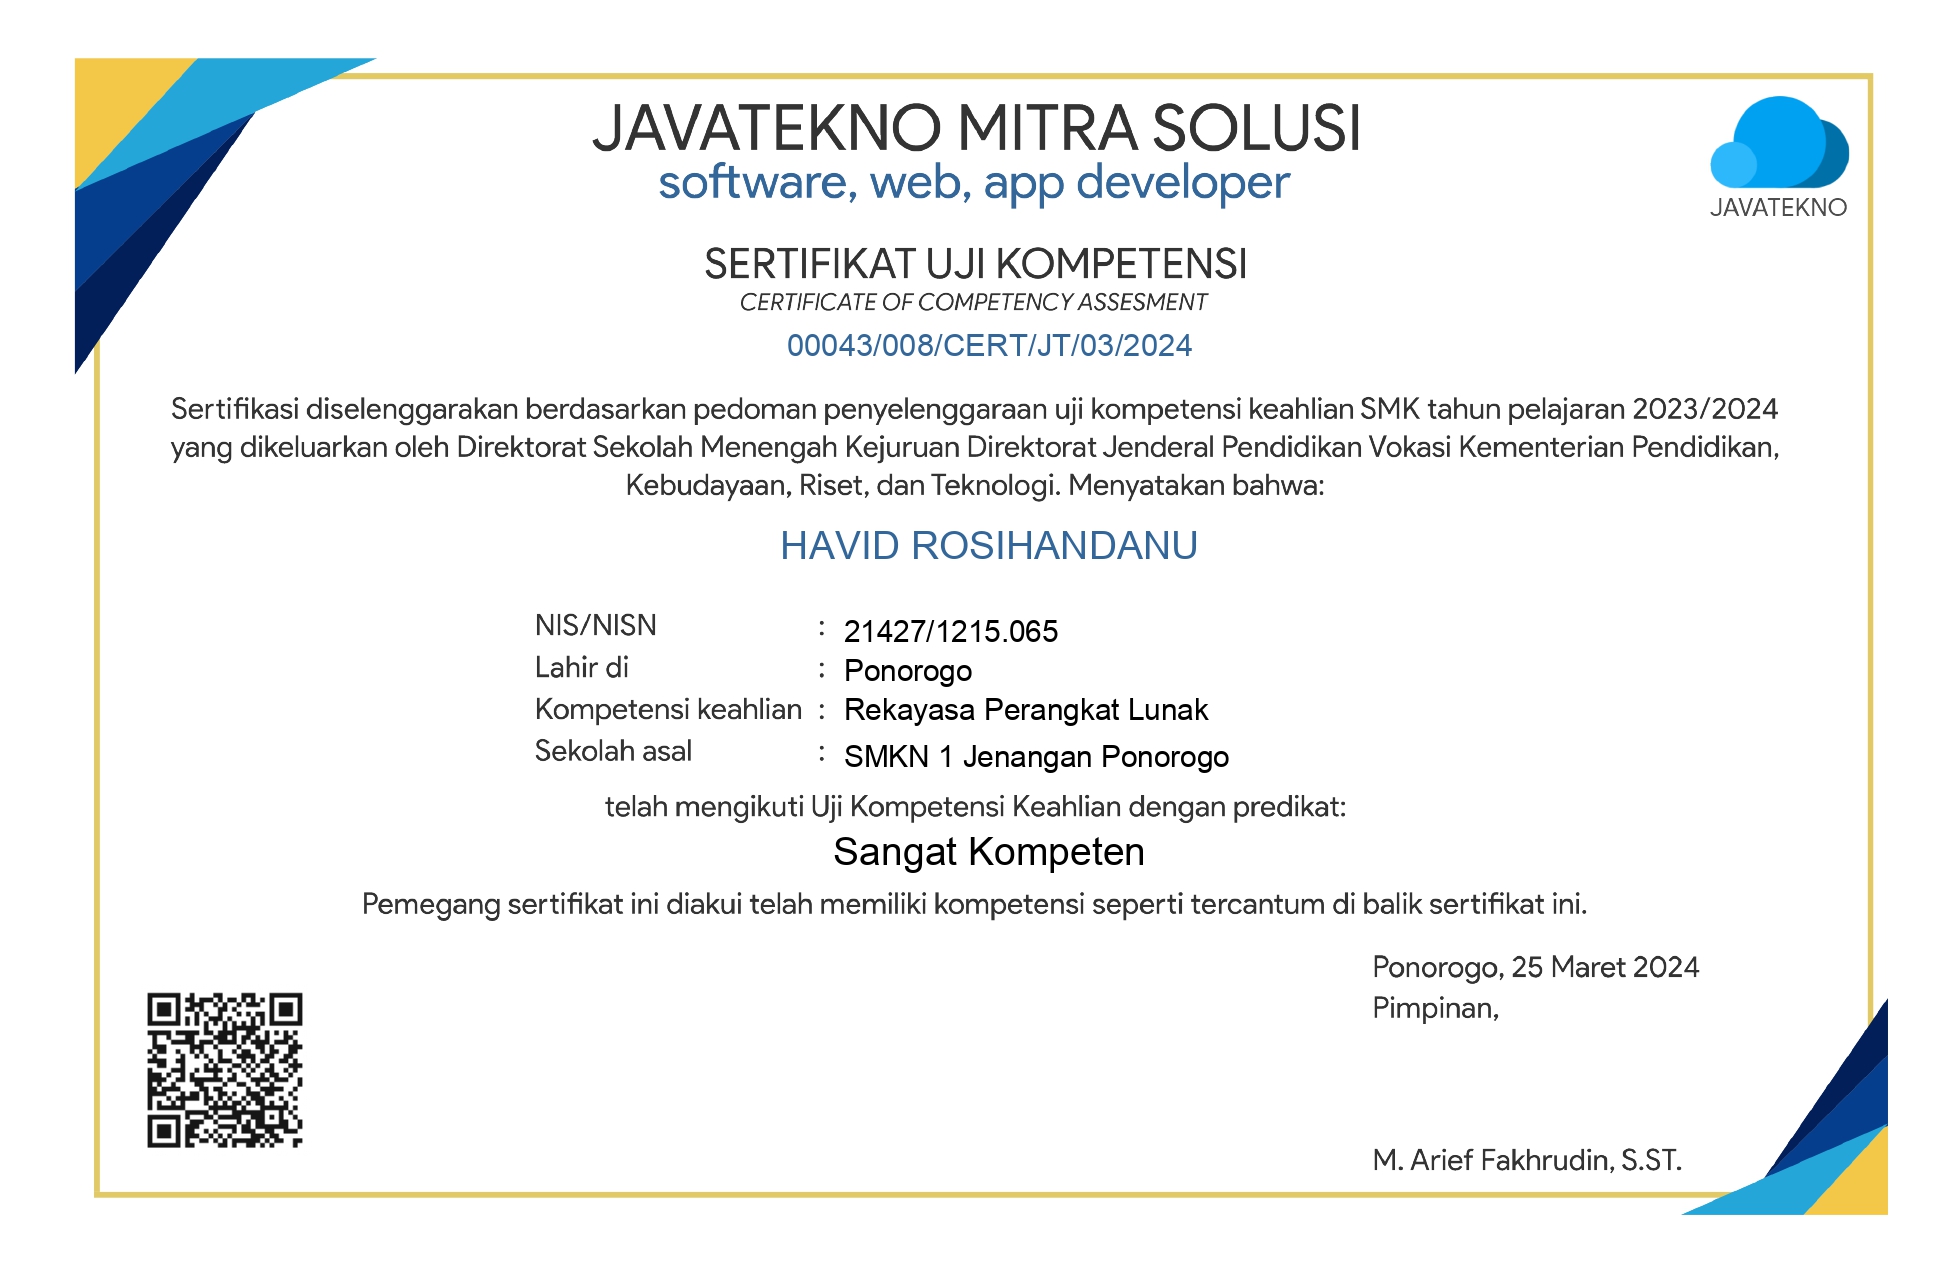 JAVATEKNO MITRA SOLUSI
software, web, app developer
JAVATEKNO
SERTIFIKAT UJI KOMPETENSI
CERTIFICATE OF COMPETENCY ASSESMENT
00043/008/CERT/JT/03/2024
Sertifikasi diselenggarakan berdasarkan pedoman penyelenggaraan uji kompetensi keahlian SMK tahun pelajaran 2023/2024
yang dikeluarkan oleh Direktorat Sekolah Menengah Kejuruan Direktorat Jenderal Pendidikan Vokasi Kementerian Pendidikan,
Kebudayaan, Riset, dan Teknologi. Menyatakan bahwa:
HAVID ROSIHANDANU
NIS/NISN : 21427/1215.065
Lahir di : Ponorogo
Kompetensi keahlian : Rekayasa Perangkat Lunak
Sekolah asal : SMKN 1 Jenangan Ponorogo
telah mengikuti Uji Kompetensi Keahlian dengan predikat:
Sangat Kompeten
Pemegang sertifikat ini diakui telah memiliki kompetensi seperti tercantum di balik sertifikat ini.
Ponorogo, 25 Maret 2024
Pimpinan,
M. Arief Fakhrudin, S.ST.